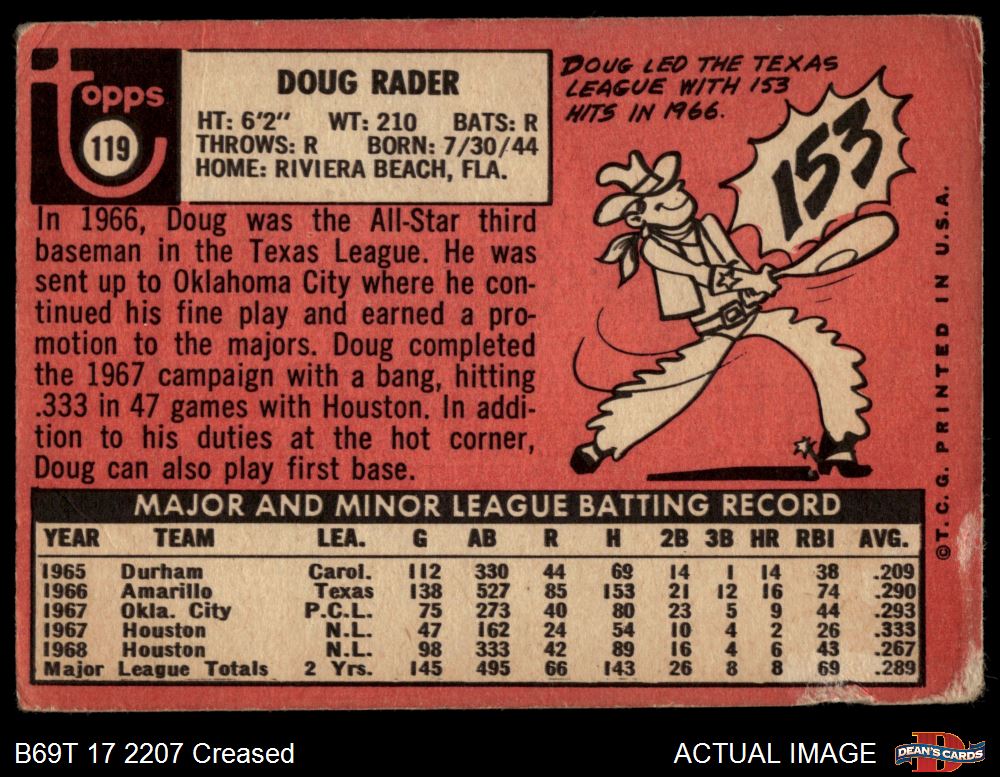 Topps
119
DOUG RADER
HT: 6'2" WT: 210 BATS: R
THROWS: R BORN: 7/30/44
HOME: RIVIERA BEACH, FLA.
DOUG LED THE TEXAS
LEAGUE WITH 153
HITS IN 1966.
153
In 1966, Doug was the All-Star third
baseman in the Texas League. He was
sent up to Oklahoma City where he con-
tinued his fine play and earned a pro-
motion to the majors. Doug completed
the 1967 campaign with a bang, hitting
.333 in 47 games with Houston. In addi-
tion to his duties at the hot corner,
Doug can also play first base.
MAJOR AND MINOR LEAGUE BATTING RECORD
YEAR TEAM LEA. G AB R H 2B 3B HR RBI AVG.
1965 Durham Carol. 112 330 44 69 14 1 14 38 .209
1966 Amarillo Texas 138 527 85 153 21 12 16 74 .290
1967 Okla. City P.C.L. 75 273 40 80 23 5 9 44 .293
1967 Houston N.L. 47 162 24 54 10 4 2 26 .333
1968 Houston N.L. 98 333 42 89 16 4 6 43 .267
Major League Totals 2 Yrs. 145 495 66 143 26 8 8 69 .289
©T.C.G. PRINTED IN U.S.A.
B69T 17 2207 Creased
ACTUAL IMAGE
DEAN'S CARDS